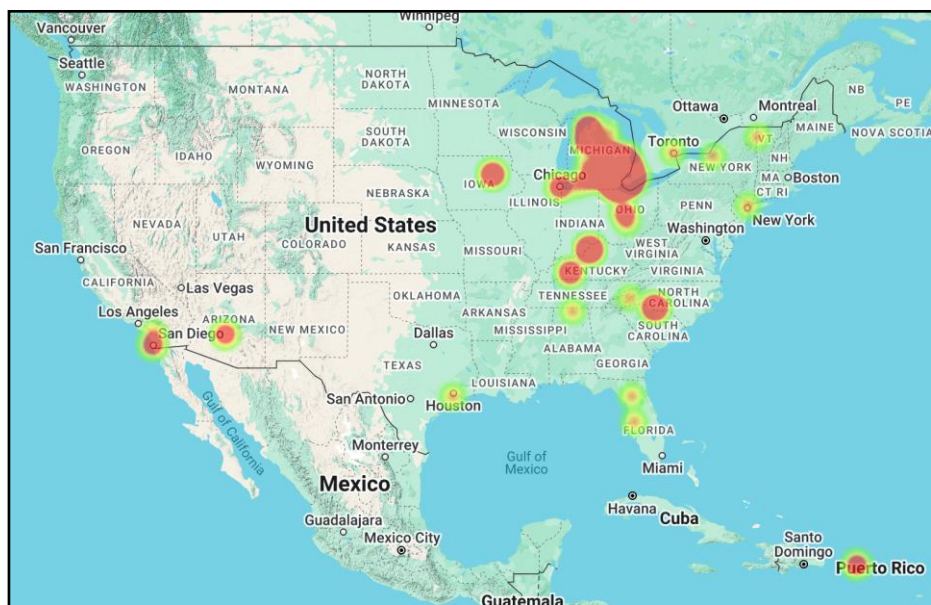 Winnipeg
Vancouver
Seattle
WASHINGTON
MONTANA
NORTH
DAKOTA
MINNESOTA
Ottawa
Montreal
NB
PE
MAINE
NOVA SCOTIA
OREGON
IDAHO
SOUTH
DAKOTA
WISCONSIN
MICHIGAN
Toronto
VT
NEW YORK
NH
MA
Boston
CT RI
WYOMING
IOWA
Chicago
NEBRASKA
ILLINOIS
INDIANA
OHIO
PENN
New York
NEVADA
UTAH
COLORADO
United States
KANSAS
MISSOURI
WEST
VIRGINIA
Washington
San Francisco
CALIFORNIA
Las Vegas
KENTUCKY
VIRGINIA
Los Angeles
ARIZONA
NEW MEXICO
OKLAHOMA
ARKANSAS
TENNESSEE
NORTH
CAROLINA
San Diego
Dallas
MISSISSIPPI
SOUTH
CAROLINA
ALABAMA
GEORGIA
TEXAS
LOUISIANA
San Antonio
Houston
FLORIDA
Gulf of
California
Monterrey
Gulf of
Mexico
Miami
Mexico
Havana
Cuba
Guadalajara
Mexico City
Santo
Domingo
Puerto Rico
Guatemala